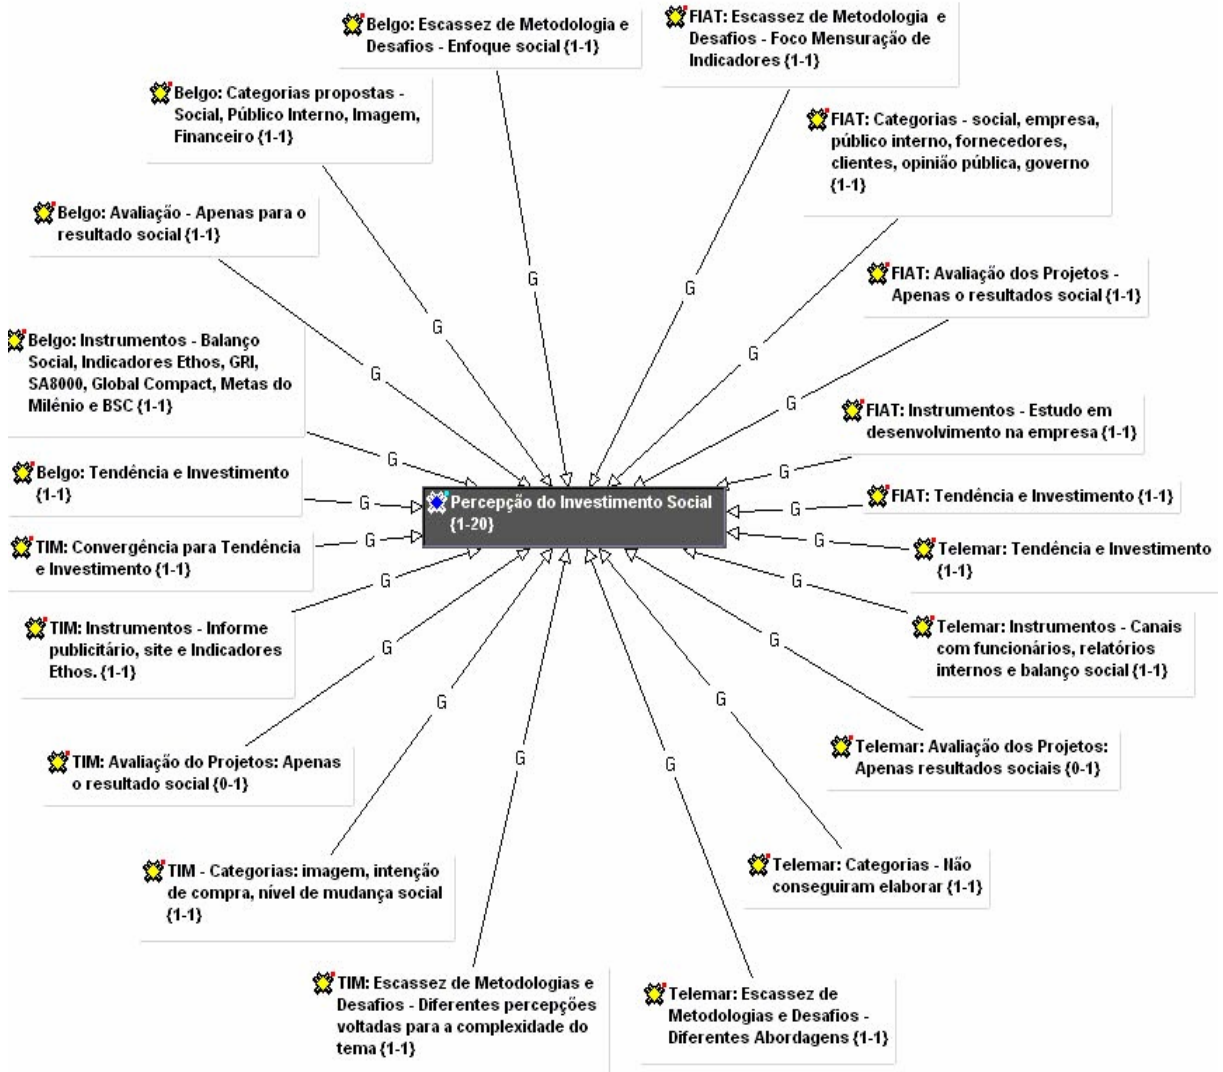 Belgo: Escassez de Metodologia e
Desafios - Enfoque social {1-1}
FIAT: Escassez de Metodologia e
Desafios - Foco Mensuração de
Indicadores {1-1}
Belgo: Categorias propostas -
Social, Público Interno, Imagem,
Financeiro {1-1}
FIAT: Categorias - social, empresa,
público interno, fornecedores,
clientes, opinião pública, governo
{1-1}
Belgo: Avaliação - Apenas para o
resultado social {1-1}
FIAT: Avaliação dos Projetos -
Apenas o resultados social {1-1}
G
G
G
G
G
G
Belgo: Instrumentos - Balanço
Social, Indicadores Ethos, GRI,
SA8000, Global Compact, Metas do
Milênio e BSC {1-1}
FIAT: Instrumentos - Estudo em
desenvolvimento na empresa {1-1}
G
G
Belgo: Tendência e Investimento
{1-1}
G
Percepção do Investimento Social
{1-20}
G
FIAT: Tendência e Investimento {1-1}
TIM: Convergência para Tendência
e Investimento {1-1}
G
G
Telemar: Tendência e Investimento
{1-1}
G
G
TIM: Instrumentos - Informe
publicitário, site e Indicadores
Ethos. {1-1}
Telemar: Instrumentos - Canais
com funcionários, relatórios
internos e balanço social {1-1}
G
G
G
G
G
G
TIM: Avaliação do Projetos: Apenas
o resultado social {0-1}
Telemar: Avaliação dos Projetos:
Apenas resultados sociais {0-1}
TIM - Categorias: imagem, intenção
de compra, nível de mudança social
{1-1}
Telemar: Categorias - Não
conseguiram elaborar {1-1}
TIM: Escassez de Metodologias e
Desafios - Diferentes percepções
voltadas para a complexidade do
tema {1-1}
Telemar: Escassez de
Metodologias e Desafios -
Diferentes Abordagens {1-1}